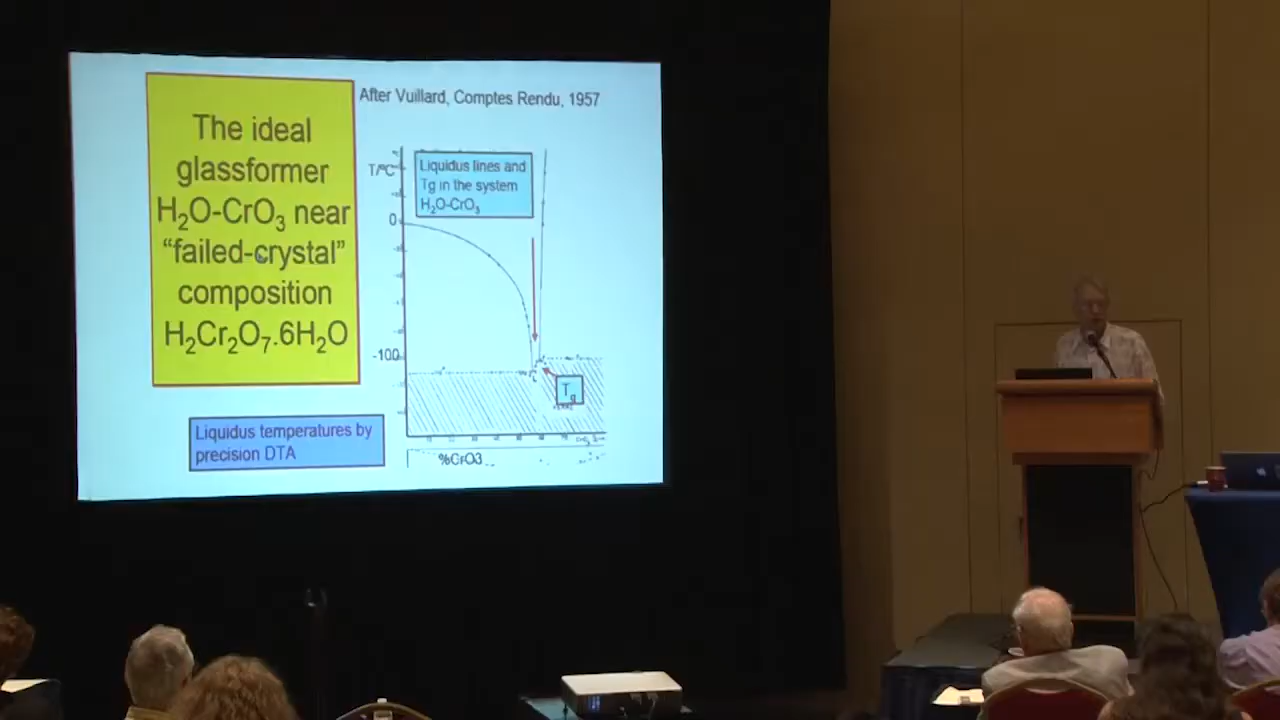 After Vuillard, Comptes Rendu, 1957
The ideal
glassformer
H₂O-CrO₃ near
“failed-crystal”
composition
H₂Cr₂O₇.6H₂O
Liquidus lines and
Tg in the system
H₂O-CrO₃
T/°C
0
-100
Tg
%CrO3
Liquidus temperatures by
precision DTA